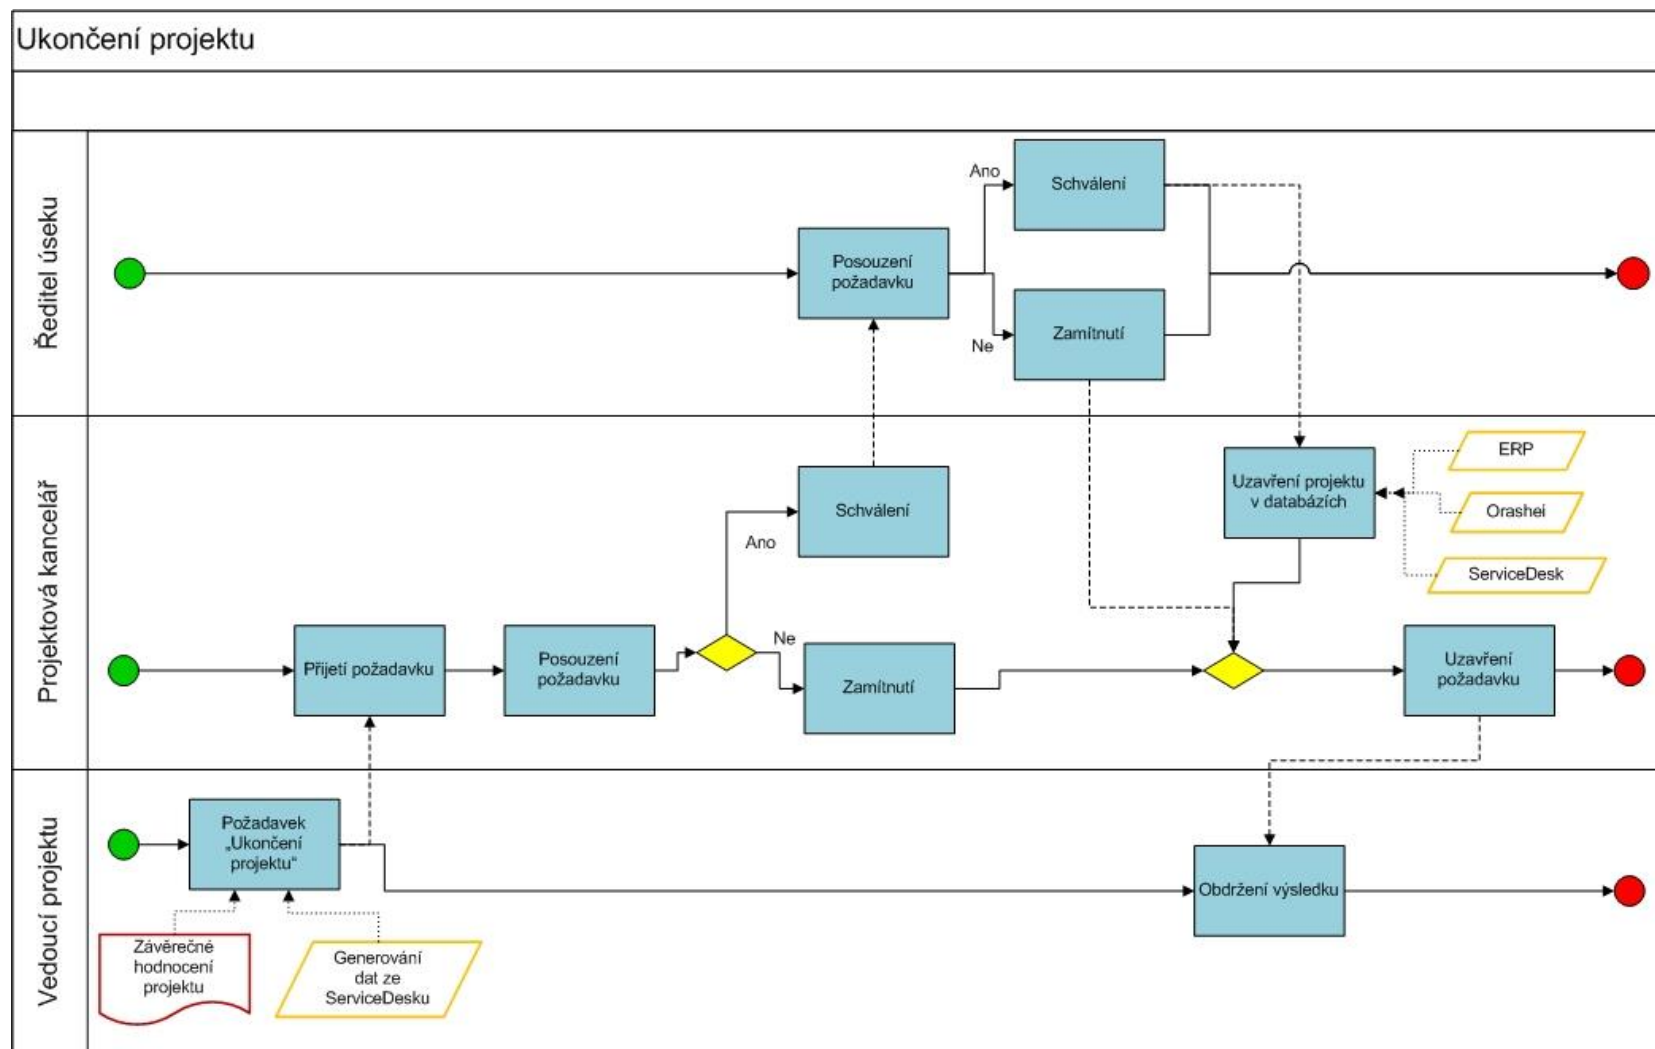 Ukončení projektu
Ředitel úseku
Posouzení
požadavku
Ano
Schválení
Ne
Zamítnutí
Projektová kancelář
Přijetí požadavku
Posouzení
požadavku
Ano
Schválení
Ne
Zamítnutí
Uzavření projektu
v databázích
ERP
Orashei
ServiceDesk
Uzavření
požadavku
Vedoucí projektu
Požadavek
„Ukončení
projektu“
Závěrečné
hodnocení
projektu
Generování
dat ze
ServiceDesku
Obdržení výsledku